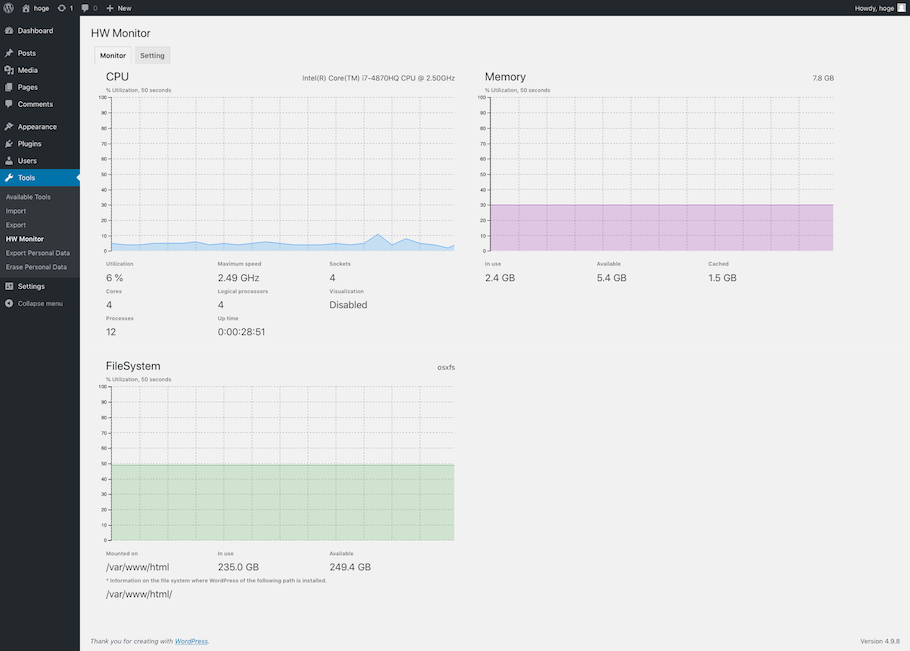 hoge 1 0 + New Howdy, hoge
Dashboard
Posts
Media
Pages
Comments
Appearance
Plugins
Users
Tools
Available Tools
Import
Export
HW Monitor
Export Personal Data
Erase Personal Data
Settings
Collapse menu
HW Monitor
Monitor Setting
CPU Intel(R) Core(TM) i7-4870HQ CPU @ 2.50GHz
% Utilization, 50 seconds
100
90
80
70
60
50
40
30
20
10
0
Utilization Maximum speed Sockets
6 % 2.49 GHz 4
Cores Logical processors Visualization
4 4 Disabled
Processes Up time
12 0:00:28:51
Memory 7.8 GB
% Utilization, 50 seconds
100
90
80
70
60
50
40
30
20
10
0
In use Available Cached
2.4 GB 5.4 GB 1.5 GB
FileSystem osxfs
% Utilization, 50 seconds
100
90
80
70
60
50
40
30
20
10
0
Mounted on In use Available
/var/www/html 235.0 GB 249.4 GB
* Information on the file system where WordPress of the following path is installed.
/var/www/html/
Thank you for creating with WordPress. Version 4.9.8